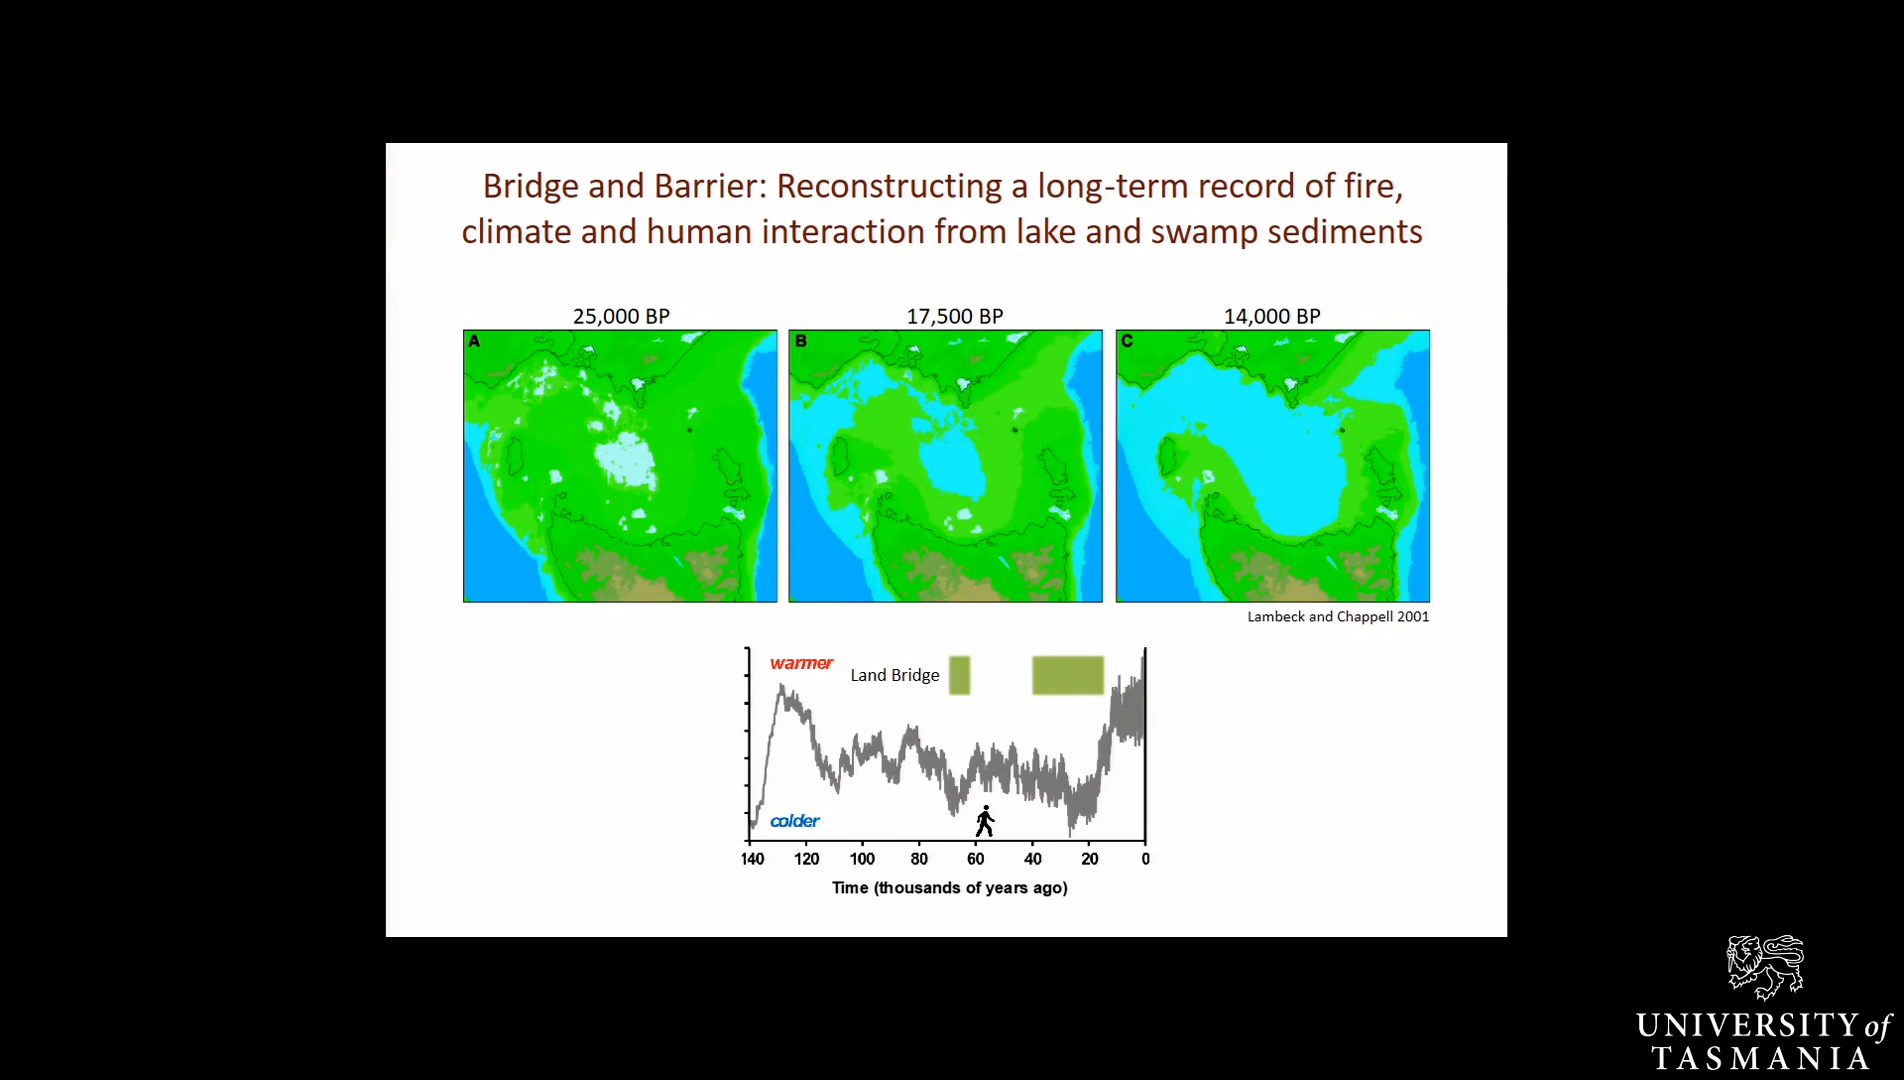 Bridge and Barrier: Reconstructing a long-term record of fire,
climate and human interaction from lake and swamp sediments
25,000 BP
17,500 BP
14,000 BP
A
B
C
Lambeck and Chappell 2001
warmer
Land Bridge
colder
140 120 100 80 60 40 20 0
Time (thousands of years ago)
UNIVERSITY of
TASMANIA